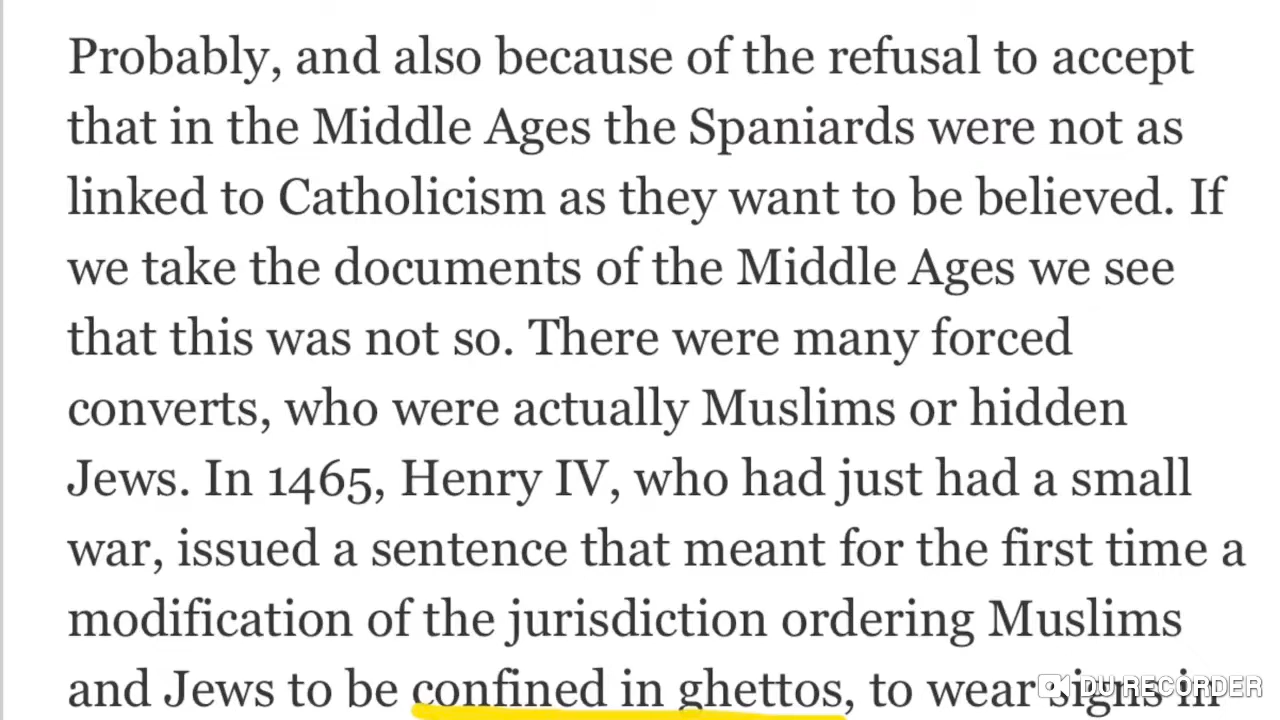 Probably, and also because of the refusal to accept
that in the Middle Ages the Spaniards were not as
linked to Catholicism as they want to be believed. If
we take the documents of the Middle Ages we see
that this was not so. There were many forced
converts, who were actually Muslims or hidden
Jews. In 1465, Henry IV, who had just had a small
war, issued a sentence that meant for the first time a
modification of the jurisdiction ordering Muslims
and Jews to be confined in ghettos, to wear signs in
DU RECORDER